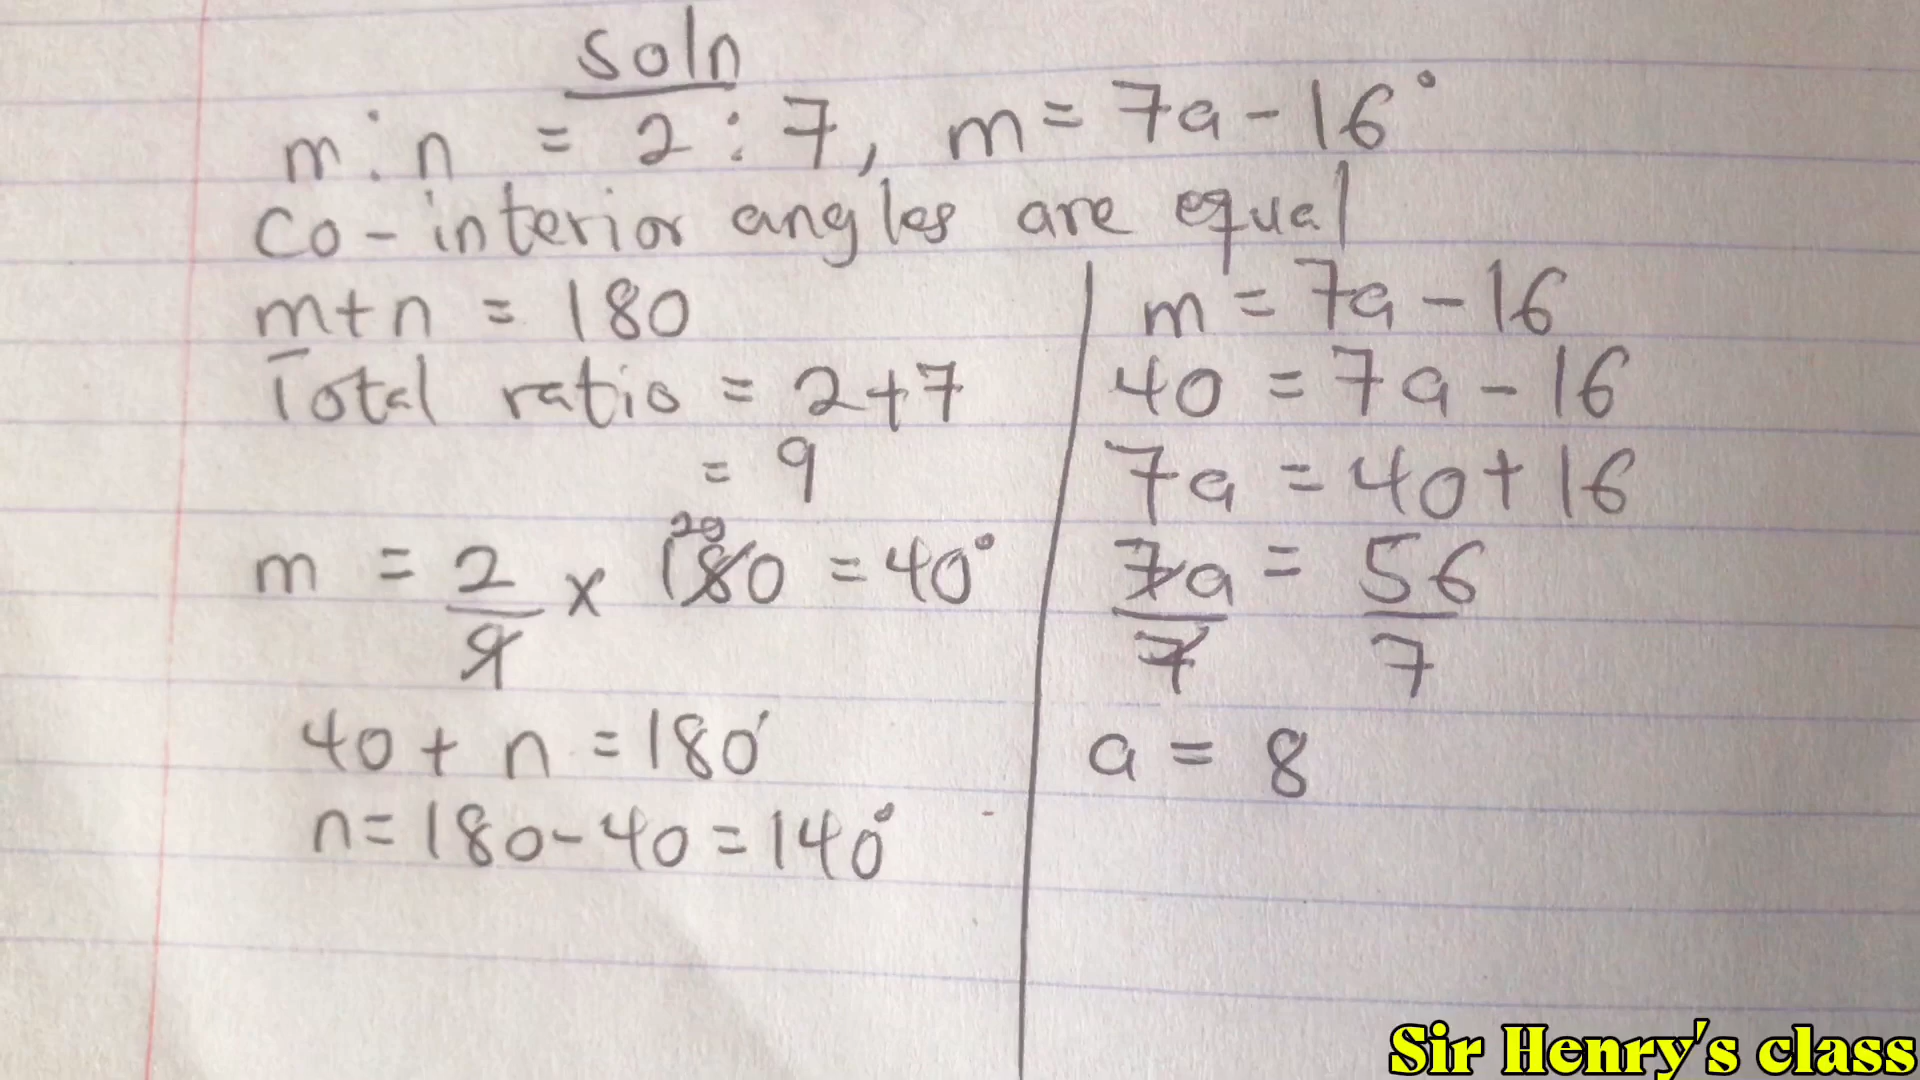 soln
m:n = 2:7, m = 7a - 16°
Co-interior angles are equal
m+n = 180
Total ratio = 2+7
= 9
20
m = 2/9 × 180 = 40°
40 + n = 180°
n = 180 - 40 = 140°
m = 7a - 16
40 = 7a - 16
7a = 40 + 16
7a/7 = 56/7
a = 8
Sir Henry's class